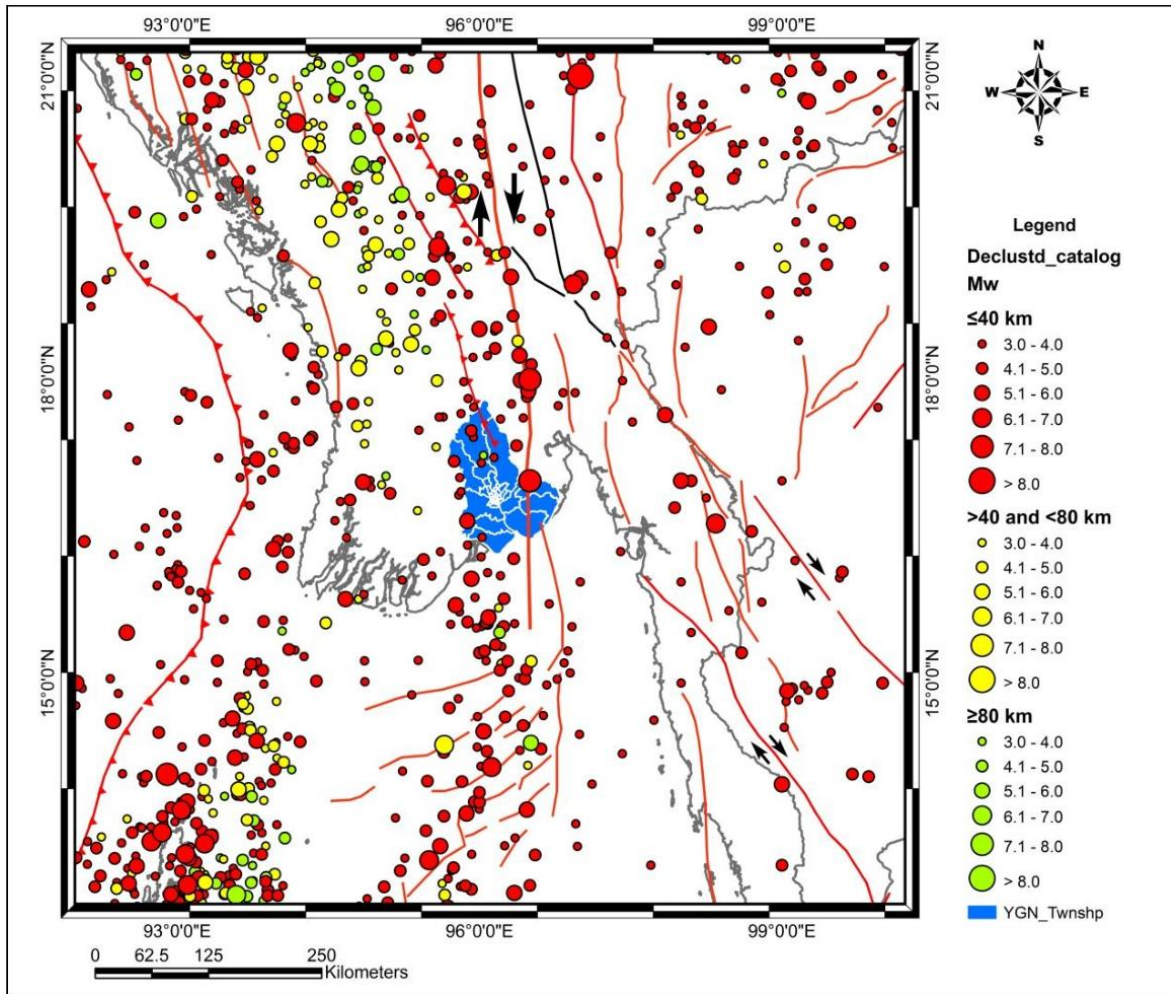 93°0'0"E 96°0'0"E 99°0'0"E
21°0'0"N
18°0'0"N
15°0'0"N
21°0'0"N
18°0'0"N
15°0'0"N
93°0'0"E 96°0'0"E 99°0'0"E
0 62.5 125 250
Kilometers
N
W E
S
Legend
Declustd_catalog
Mw
≤40 km
3.0 - 4.0
4.1 - 5.0
5.1 - 6.0
6.1 - 7.0
7.1 - 8.0
> 8.0
>40 and <80 km
3.0 - 4.0
4.1 - 5.0
5.1 - 6.0
6.1 - 7.0
7.1 - 8.0
> 8.0
≥80 km
3.0 - 4.0
4.1 - 5.0
5.1 - 6.0
6.1 - 7.0
7.1 - 8.0
> 8.0
YGN_Twnshp